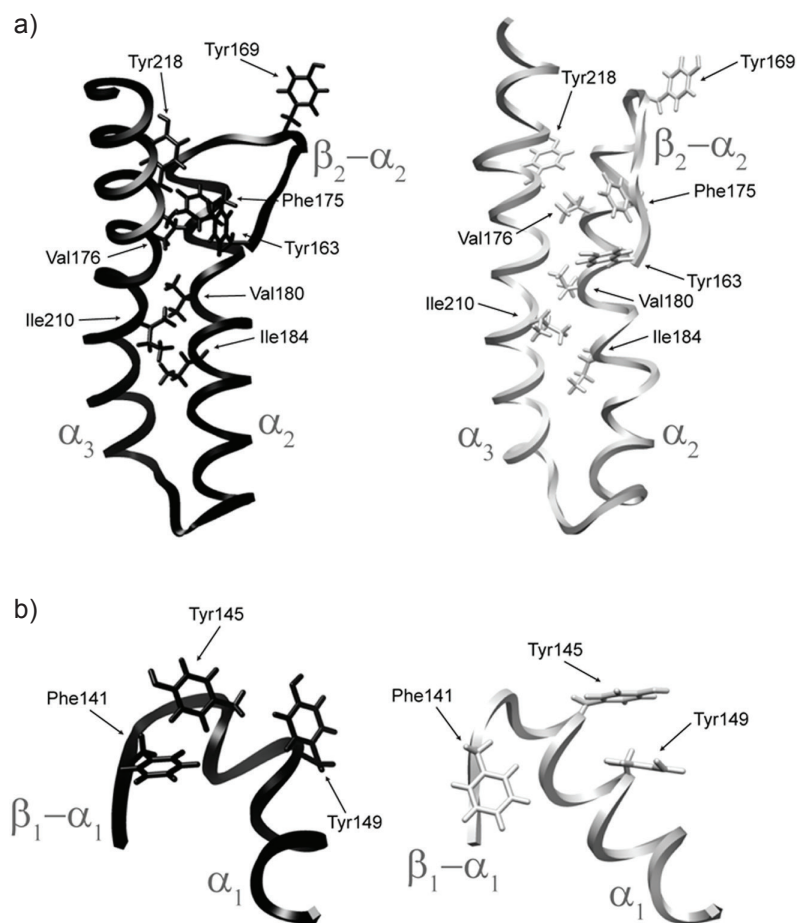 a)
Tyr218
Tyr169
β2–α2
Phe175
Tyr163
Val176
Val180
Ile210
Ile184
α3
α2
Tyr169
Tyr218
β2–α2
Phe175
Val176
Tyr163
Val180
Ile210
Ile184
α3
α2
b)
Tyr145
Phe141
Tyr149
β1–α1
α1
Tyr145
Phe141
Tyr149
β1–α1
α1